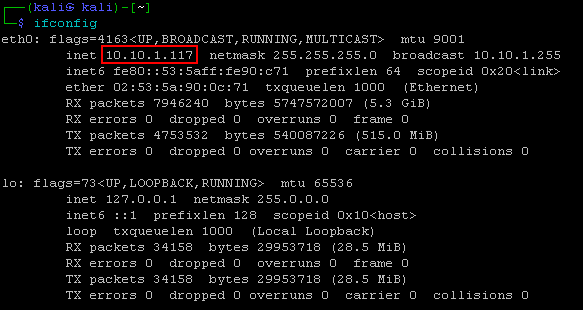 ┌──(kali㉿ kali)-[~]
└─$ ifconfig
eth0: flags=4163<UP,BROADCAST,RUNNING,MULTICAST>  mtu 9001
        inet 10.10.1.117  netmask 255.255.255.0  broadcast 10.10.1.255
        inet6 fe80::53:5aff:fe90:c71  prefixlen 64  scopeid 0x20<link>
        ether 02:53:5a:90:0c:71  txqueuelen 1000  (Ethernet)
        RX packets 7946240  bytes 5747572007 (5.3 GiB)
        RX errors 0  dropped 0  overruns 0  frame 0
        TX packets 4753532  bytes 540087226 (515.0 MiB)
        TX errors 0  dropped 0 overruns 0  carrier 0  collisions 0
lo: flags=73<UP,LOOPBACK,RUNNING>  mtu 65536
        inet 127.0.0.1  netmask 255.0.0.0
        inet6 ::1  prefixlen 128  scopeid 0x10<host>
        loop  txqueuelen 1000  (Local Loopback)
        RX packets 34158  bytes 29953718 (28.5 MiB)
        RX errors 0  dropped 0  overruns 0  frame 0
        TX packets 34158  bytes 29953718 (28.5 MiB)
        TX errors 0  dropped 0 overruns 0  carrier 0  collisions 0